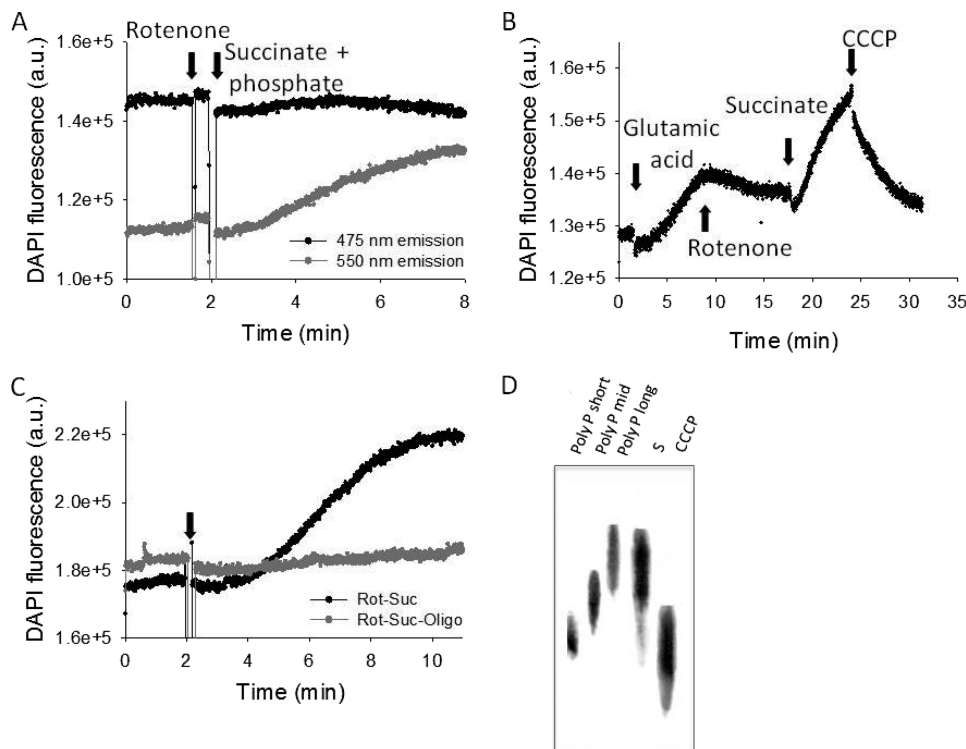 A
Rotenone
Succinate +
phosphate
DAPI fluorescence (a.u.)
1.6e+5
1.4e+5
1.2e+5
1.0e+5
475 nm emission
550 nm emission
0 2 4 6 8
Time (min)
B
CCCP
Succinate
Glutamic
acid
Rotenone
DAPI fluorescence (a.u.)
1.6e+5
1.5e+5
1.4e+5
1.3e+5
1.2e+5
0 5 10 15 20 25 30 35
Time (min)
C
DAPI fluorescence (a.u.)
2.2e+5
2.0e+5
1.8e+5
1.6e+5
Rot-Suc
Rot-Suc-Oligo
0 2 4 6 8 10
Time (min)
D
Poly P short
Poly P mid
Poly P long
S
CCCP